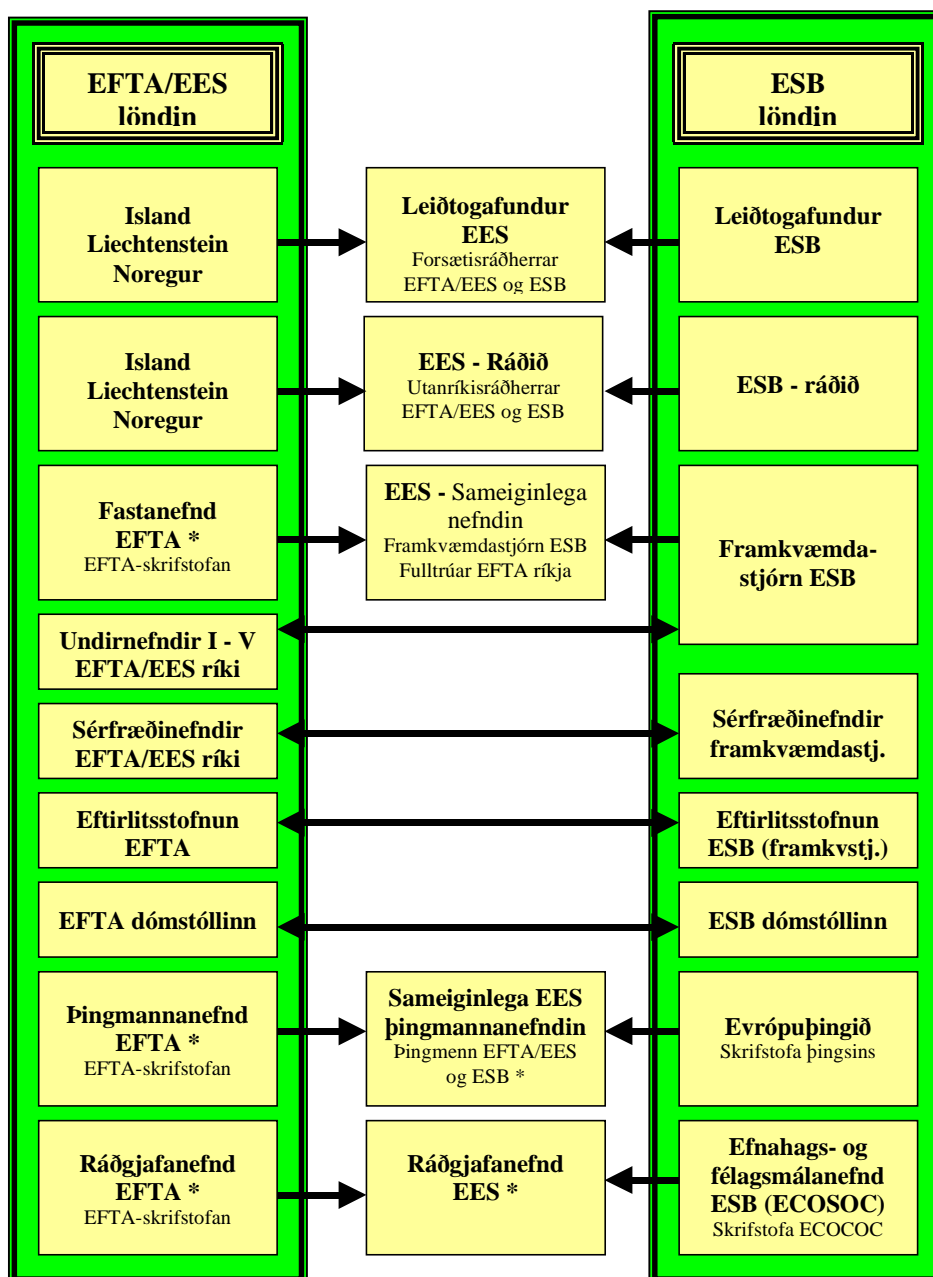 EFTA/EES
löndin
ESB
löndin
Island
Liechtenstein
Noregur
Leiðtogafundur
EES
Forsætisráðherrar
EFTA/EES og ESB
Leiðtogafundur
ESB
Island
Liechtenstein
Noregur
EES - Ráðið
Utanríkisráðherrar
EFTA/EES og ESB
ESB - ráðið
Fastanefnd
EFTA *
EFTA-skrifstofan
EES - Sameiginlega
nefndin
Framkvæmdastjórn ESB
Fulltrúar EFTA ríkja
Framkvæmda-
stjórn ESB
Undirnefndir I - V
EFTA/EES ríki
Sérfræðinefndir
EFTA/EES ríki
Sérfræðinefndir
framkvæmdastj.
Eftirlitsstofnun
EFTA
Eftirlitsstofnun
ESB (framkvstj.)
EFTA dómstóllinn
ESB dómstóllinn
Þingmannanefnd
EFTA *
EFTA-skrifstofan
Sameiginlega EES
þingmannanefndin
Þingmenn EFTA/EES
og ESB *
Evrópuþingið
Skrifstofa þingsins
Ráðgjafanefnd
EFTA *
EFTA-skrifstofan
Ráðgjafanefnd
EES *
Efnahags- og
félagsmálanefnd
ESB (ECOSOC)
Skrifstofa ECOCOC